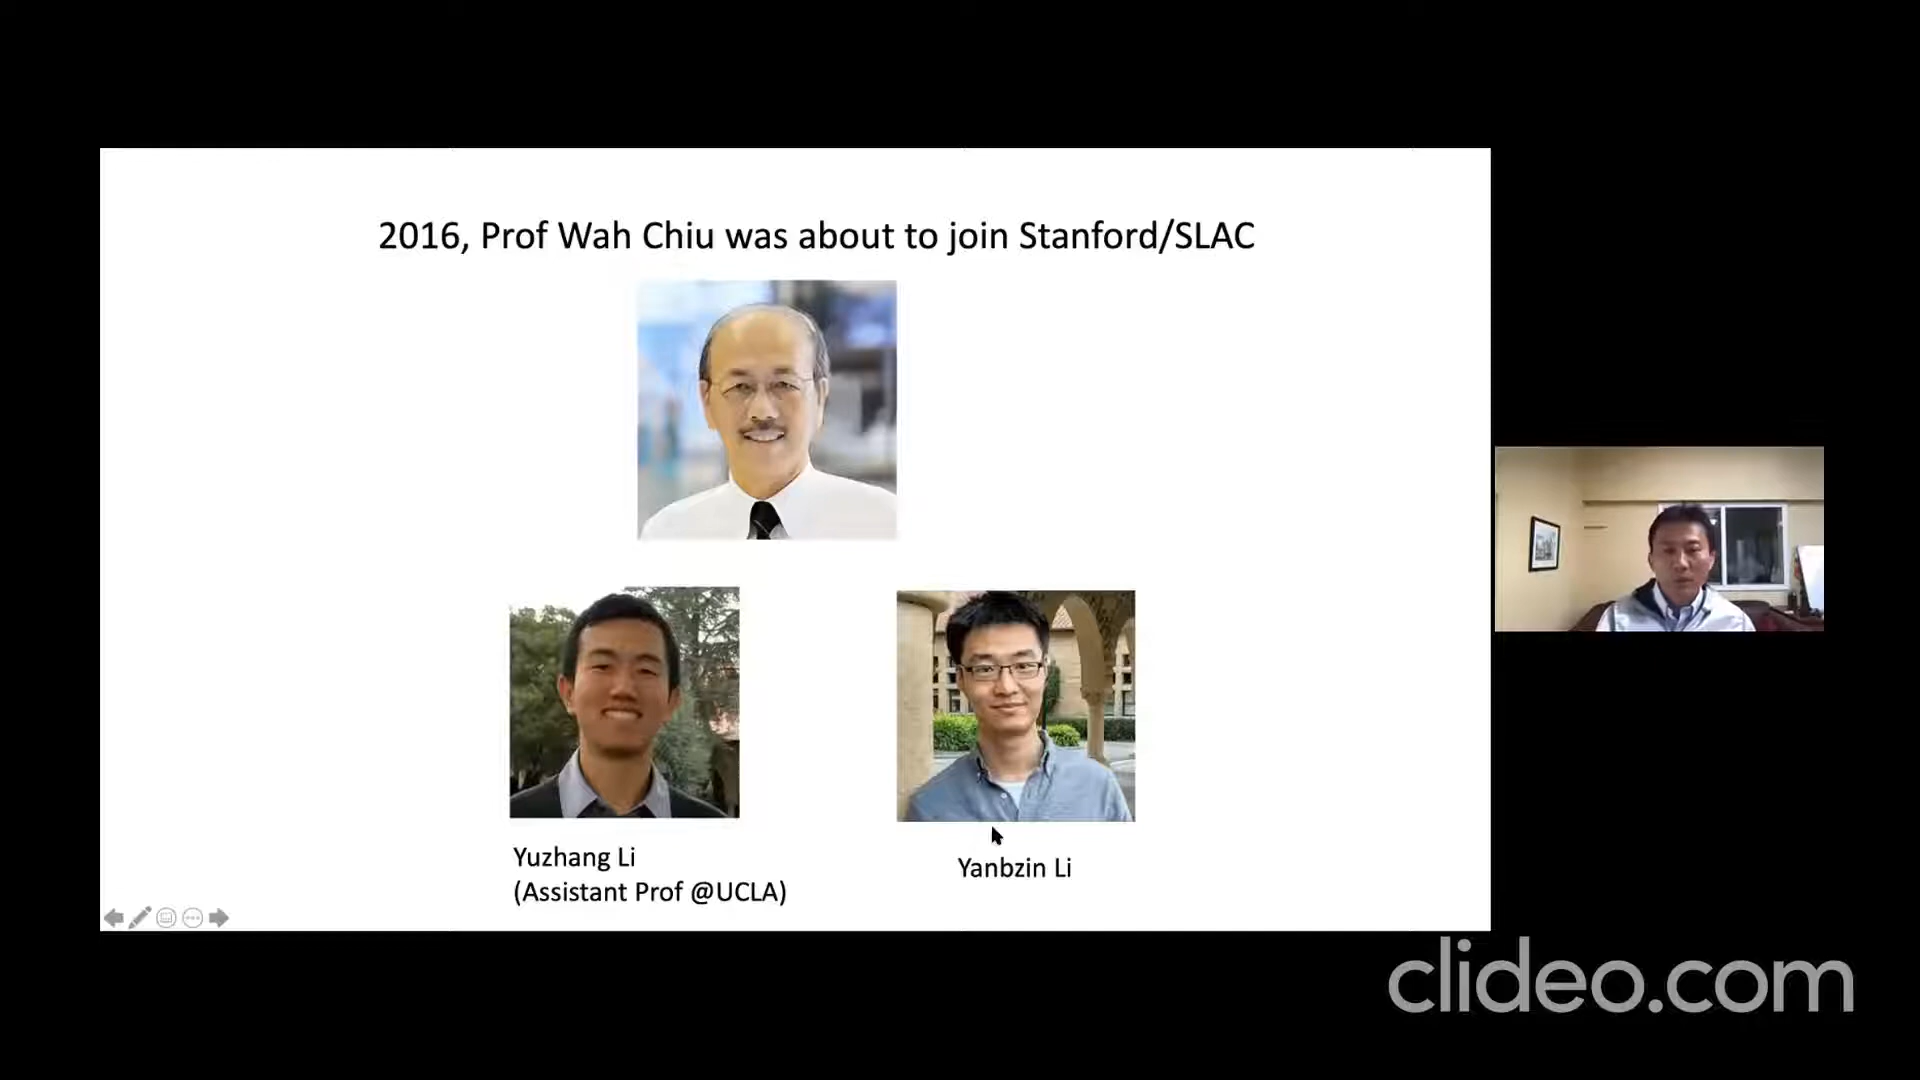 2016, Prof Wah Chiu was about to join Stanford/SLAC
Yuzhang Li
(Assistant Prof @UCLA)
Yanbzin Li
clideo.com